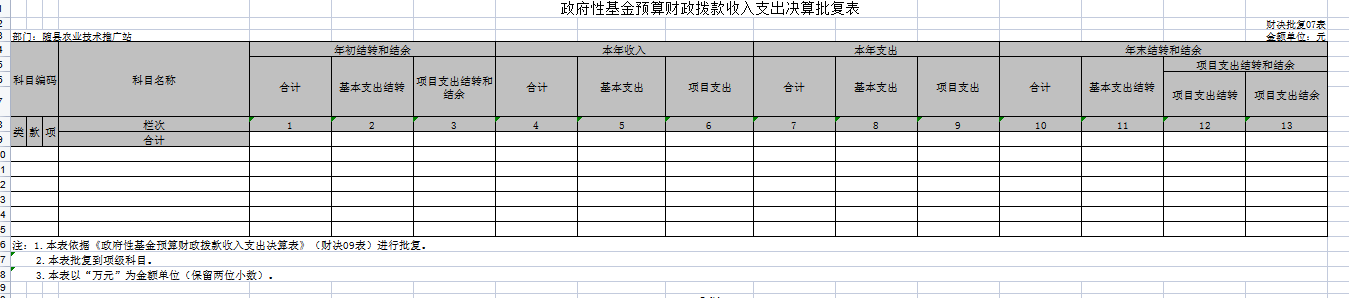 政府性基金预算财政拨款收入支出决算批复表
财决批复07表
部门：随县农业技术推广站 金额单位：元
科目编码 科目名称 年初结转和结余 本年收入 本年支出 年末结转和结余
合计 基本支出结转 项目支出结转和结余 合计 基本支出 项目支出 合计 基本支出 项目支出 合计 基本支出结转 项目支出结转和结余
项目支出结转 项目支出结余
类 款 项 栏次 1 2 3 4 5 6 7 8 9 10 11 12 13
合计
注：1.本表依据《政府性基金预算财政拨款收入支出决算表》（财决09表）进行批复。
2.本表批复到项级科目。
3.本表以“万元”为金额单位（保留两位小数）。